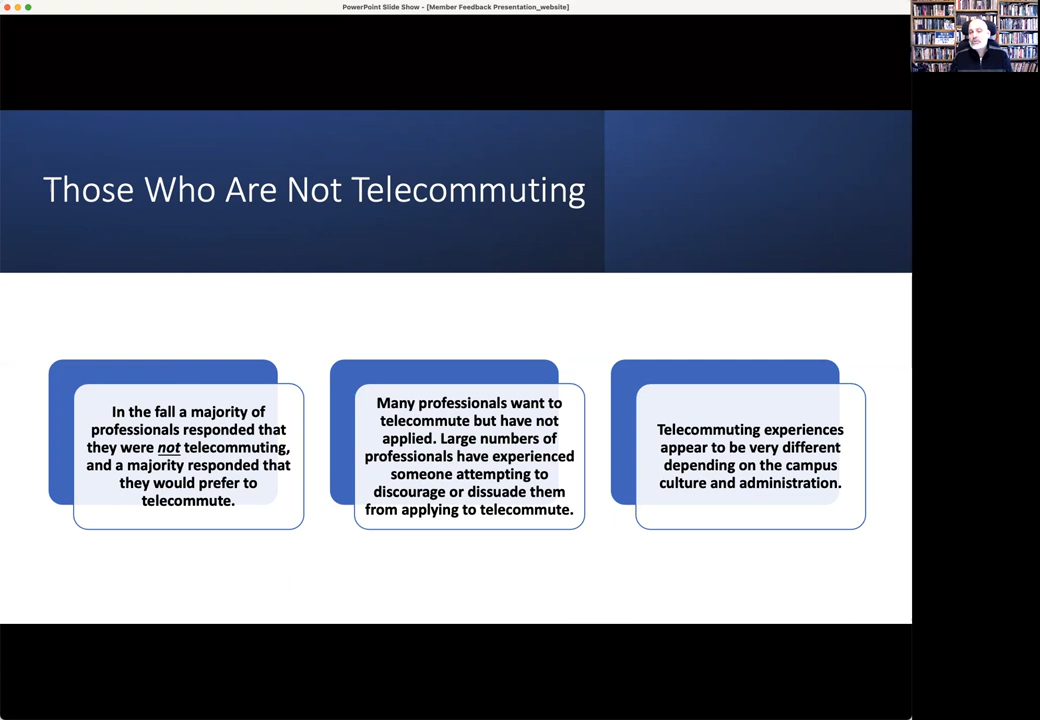 PowerPoint Slide Show - [Member Feedback Presentation_website]
Those Who Are Not Telecommuting
In the fall a majority of
professionals responded that
they were not telecommuting,
and a majority responded that
they would prefer to
telecommute.
Many professionals want to
telecommute but have not
applied. Large numbers of
professionals have experienced
someone attempting to
discourage or dissuade them
from applying to telecommute.
Telecommuting experiences
appear to be very different
depending on the campus
culture and administration.